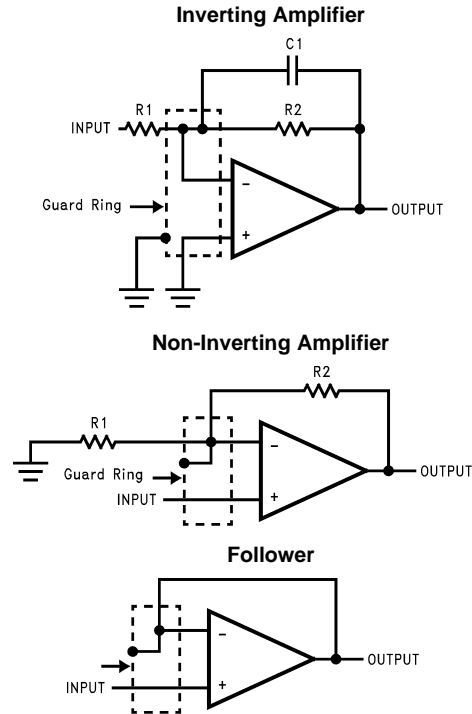 Inverting Amplifier
C1
R1
R2
INPUT
−
Guard Ring
OUTPUT
+
Non-Inverting Amplifier
R2
R1
−
Guard Ring
OUTPUT
INPUT
+
Follower
−
OUTPUT
INPUT
+